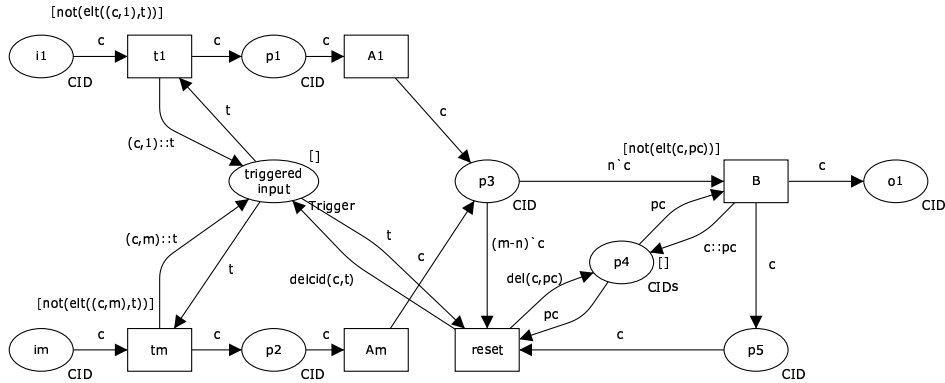 [not(elt((c,1),t))]
i1
c
t1
c
p1
c
A1
CID
CID
t
c
(c,1)::t
[]
triggered
input
Trigger
[not(elt(c,pc))]
p3
CID
n`c
B
c
o1
CID
(c,m)::t
t
t
delcid(c,t)
c
(m-n)`c
pc
c::pc
p4
[]
CIDs
del(c,pc)
pc
c
[not(elt((c,m),t))]
im
c
tm
c
p2
c
Am
reset
c
p5
CID
CID
CID